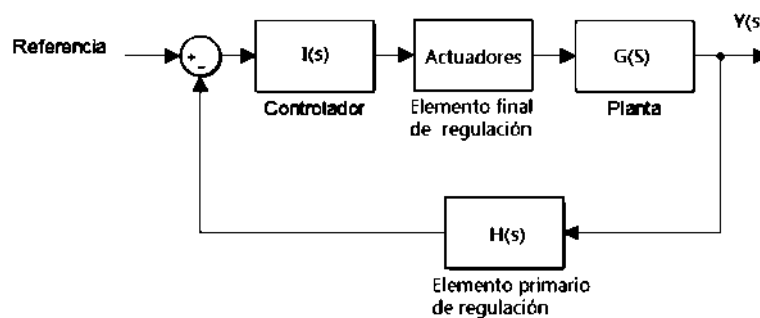 Referencia
+
-
I(s)
Controlador
Actuadores
Elemento final
de regulación
G(S)
Planta
Y(s
H(s)
Elemento primario
de regulación